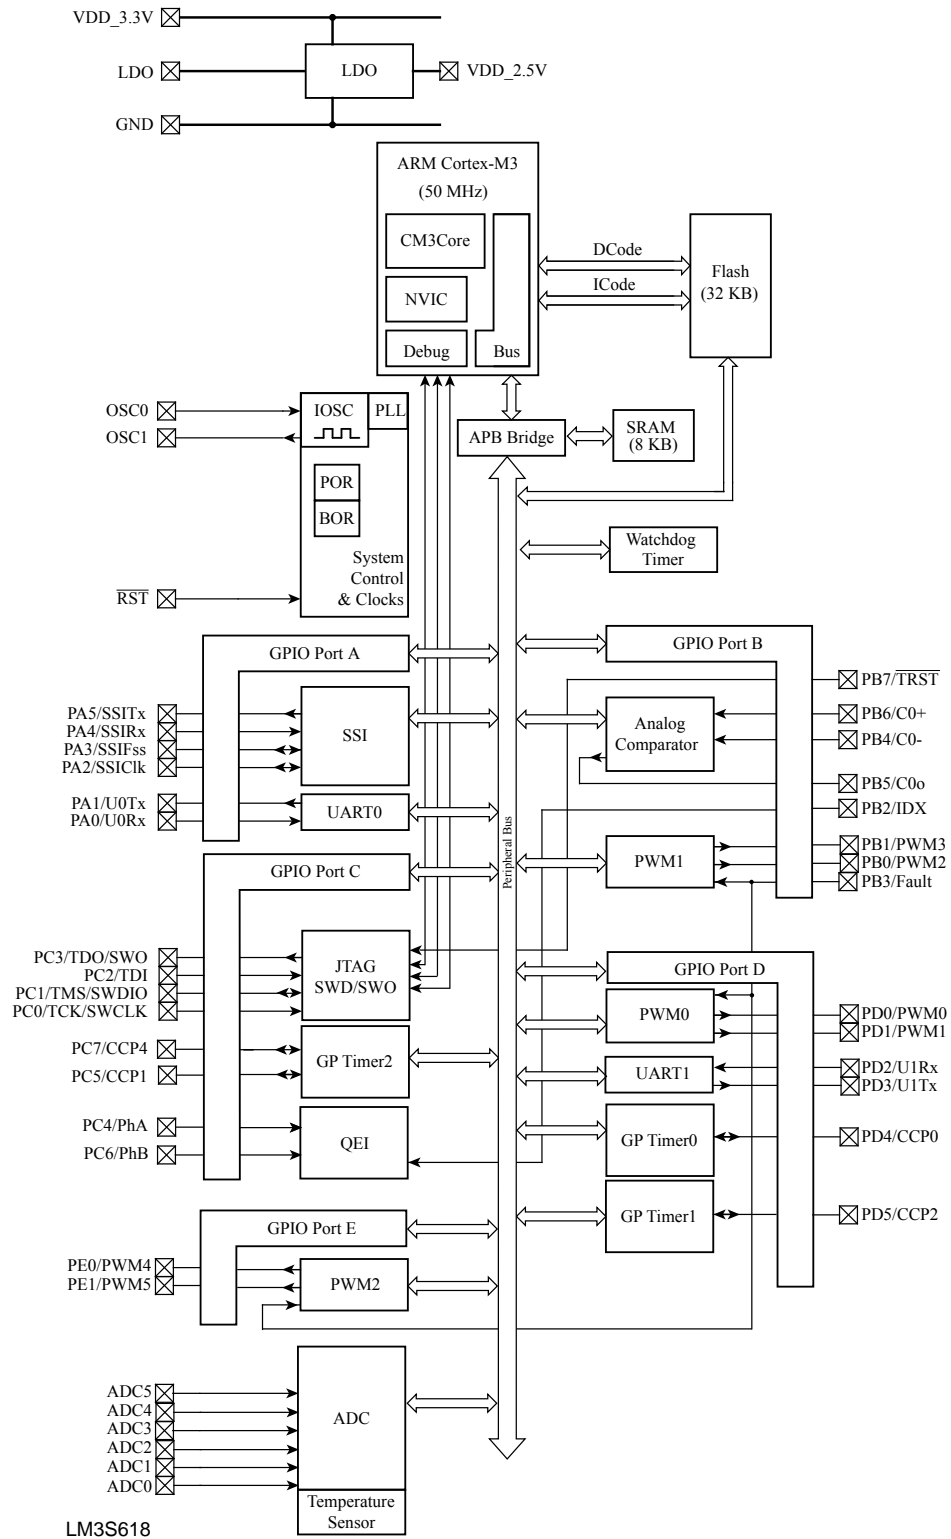 VDD_3.3V
LDO
LDO
VDD_2.5V
GND
ARM Cortex-M3
(50 MHz)
CM3Core
NVIC
Debug
Bus
DCode
ICode
Flash
(32 KB)
OSC0
OSC1
IOSC
PLL
POR
BOR
System
Control
& Clocks
RST
APB Bridge
SRAM
(8 KB)
Watchdog
Timer
Peripheral Bus
GPIO Port A
PA5/SSITx
PA4/SSIRx
PA3/SSIFss
PA2/SSIClk
SSI
PA1/U0Tx
PA0/U0Rx
UART0
GPIO Port B
PB7/TRST
PB6/C0+
PB4/C0-
Analog
Comparator
PB5/C0o
PB2/IDX
PWM1
PB1/PWM3
PB0/PWM2
PB3/Fault
GPIO Port C
PC3/TDO/SWO
PC2/TDI
PC1/TMS/SWDIO
PC0/TCK/SWCLK
JTAG
SWD/SWO
PC7/CCP4
PC5/CCP1
GP Timer2
PC4/PhA
PC6/PhB
QEI
GPIO Port D
PWM0
PD0/PWM0
PD1/PWM1
UART1
PD2/U1Rx
PD3/U1Tx
GP Timer0
PD4/CCP0
GP Timer1
PD5/CCP2
GPIO Port E
PE0/PWM4
PE1/PWM5
PWM2
ADC5
ADC4
ADC3
ADC2
ADC1
ADC0
ADC
Temperature
Sensor
LM3S618